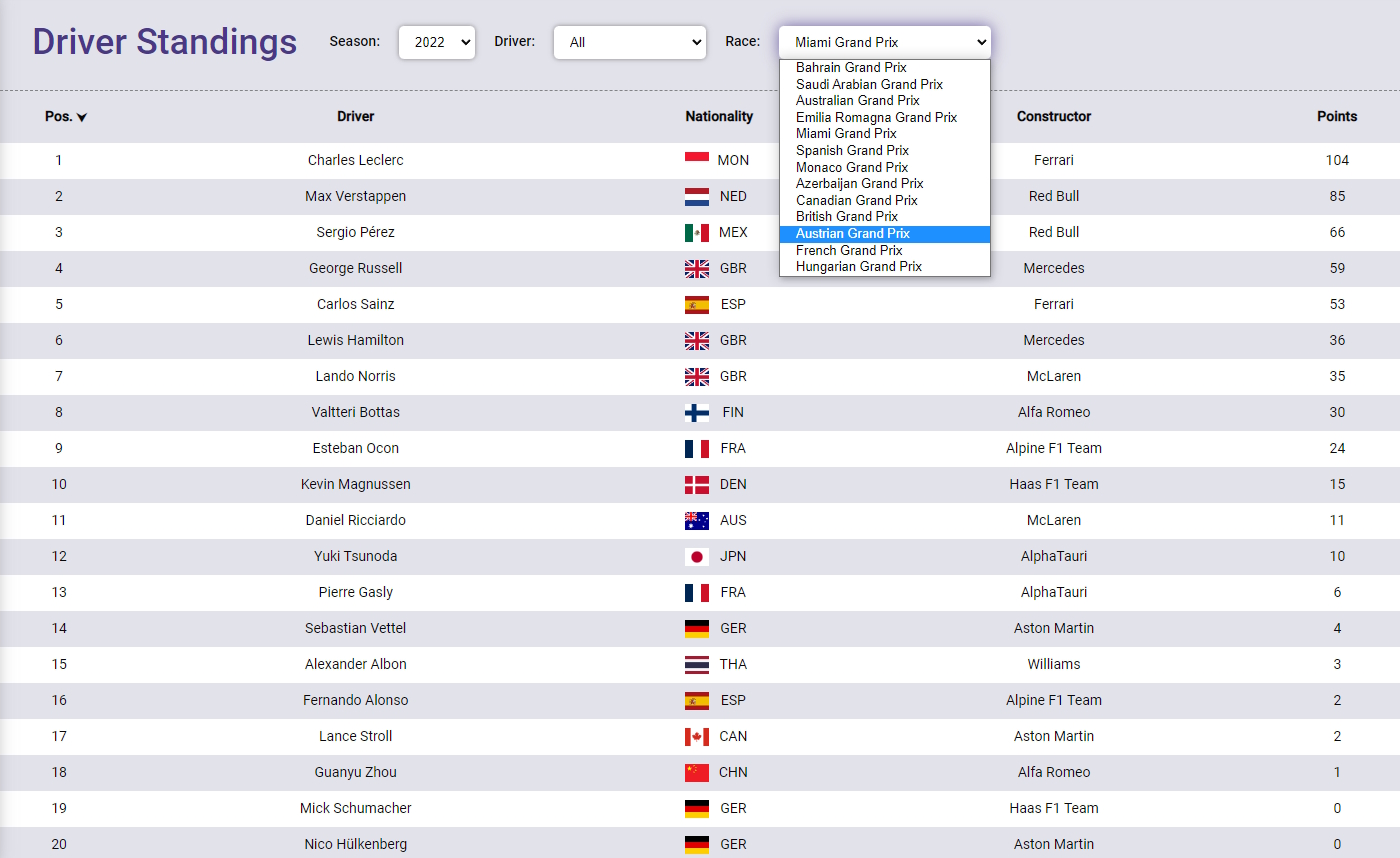 Driver Standings Season: 2022 Driver: All Race: Miami Grand Prix
Bahrain Grand Prix
Saudi Arabian Grand Prix
Australian Grand Prix
Emilia Romagna Grand Prix
Miami Grand Prix
Spanish Grand Prix
Monaco Grand Prix
Azerbaijan Grand Prix
Canadian Grand Prix
British Grand Prix
Austrian Grand Prix
French Grand Prix
Hungarian Grand Prix
Pos. Driver Nationality Constructor Points
1 Charles Leclerc MON Ferrari 104
2 Max Verstappen NED Red Bull 85
3 Sergio Pérez MEX Red Bull 66
4 George Russell GBR Mercedes 59
5 Carlos Sainz ESP Ferrari 53
6 Lewis Hamilton GBR Mercedes 36
7 Lando Norris GBR McLaren 35
8 Valtteri Bottas FIN Alfa Romeo 30
9 Esteban Ocon FRA Alpine F1 Team 24
10 Kevin Magnussen DEN Haas F1 Team 15
11 Daniel Ricciardo AUS McLaren 11
12 Yuki Tsunoda JPN AlphaTauri 10
13 Pierre Gasly FRA AlphaTauri 6
14 Sebastian Vettel GER Aston Martin 4
15 Alexander Albon THA Williams 3
16 Fernando Alonso ESP Alpine F1 Team 2
17 Lance Stroll CAN Aston Martin 2
18 Guanyu Zhou CHN Alfa Romeo 1
19 Mick Schumacher GER Haas F1 Team 0
20 Nico Hülkenberg GER Aston Martin 0